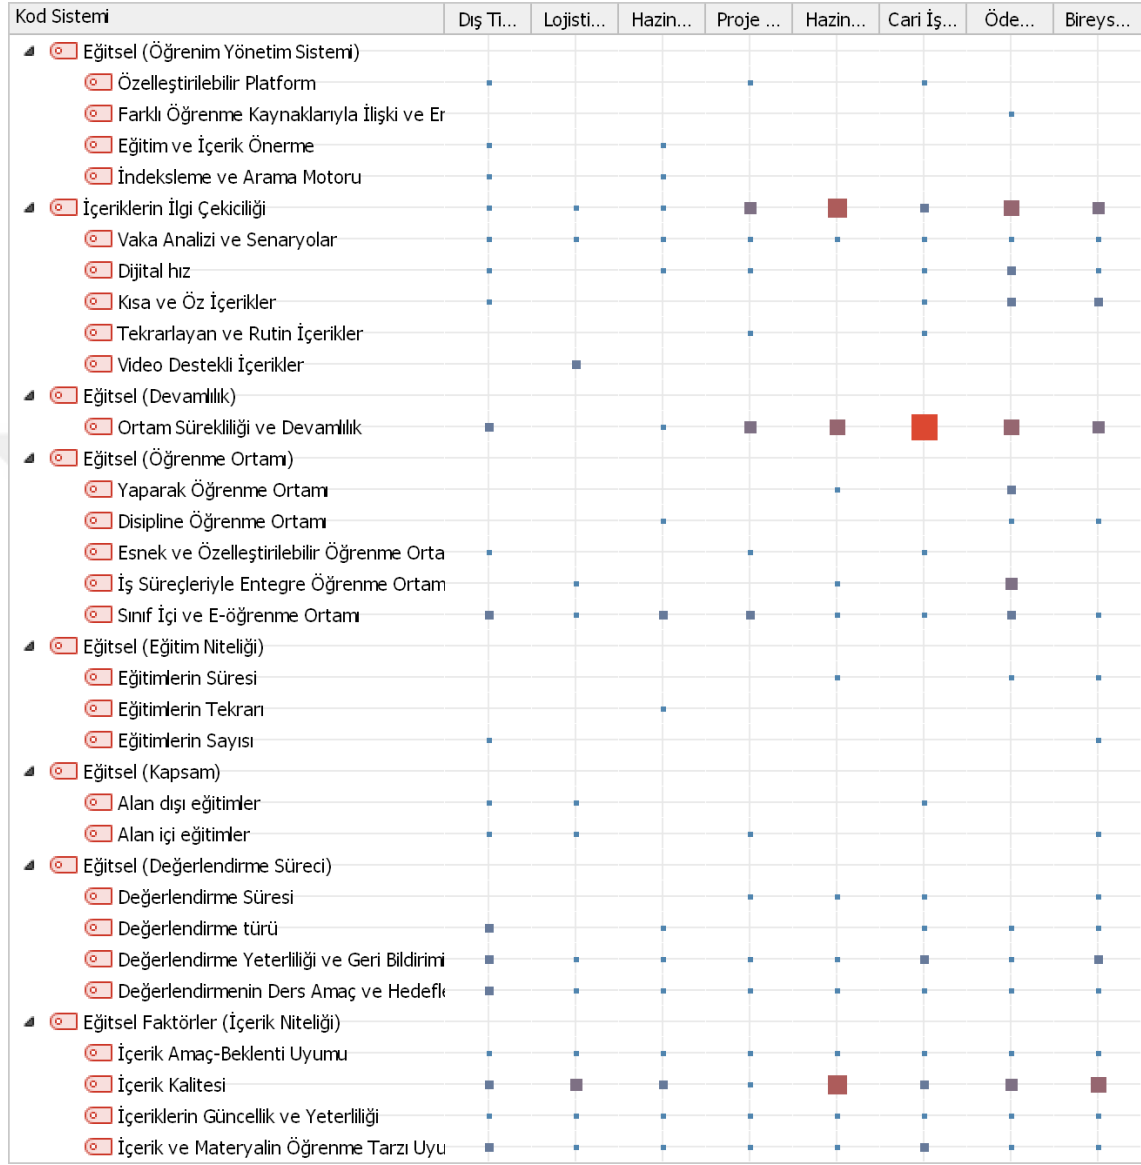 Kod Sistemi Dış Ti... Lojisti... Hazin... Proje ... Hazin... Cari İş... Öde... Bireys...
Eğitsel (Öğrenim Yönetim Sistemi)
Özelleştirilebilir Platform
Farklı Öğrenme Kaynaklarıyla İlişki ve Er
Eğitim ve İçerik Önerme
İndeksleme ve Arama Motoru
İçeriklerin İlgi Çekiciliği
Vaka Analizi ve Senaryolar
Dijital hız
Kısa ve Öz İçerikler
Tekrarlayan ve Rutin İçerikler
Video Destekli İçerikler
Eğitsel (Devamlılık)
Ortam Sürekliliği ve Devamlılık
Eğitsel (Öğrenme Ortamı)
Yaparak Öğrenme Ortamı
Disipline Öğrenme Ortamı
Esnek ve Özelleştirilebilir Öğrenme Orta
İş Süreçleriyle Entegre Öğrenme Ortam
Sınıf İçi ve E-öğrenme Ortamı
Eğitsel (Eğitim Niteliği)
Eğitimlerin Süresi
Eğitimlerin Tekrarı
Eğitimlerin Sayısı
Eğitsel (Kapsam)
Alan dışı eğitimler
Alan içi eğitimler
Eğitsel (Değerlendirme Süreci)
Değerlendirme Süresi
Değerlendirme türü
Değerlendirme Yeterliliği ve Geri Bildirimi
Değerlendirmenin Ders Amaç ve Hedefle
Eğitsel Faktörler (İçerik Niteliği)
İçerik Amaç-Beklenti Uyumu
İçerik Kalitesi
İçeriklerin Güncellik ve Yeterliliği
İçerik ve Materyalin Öğrenme Tarzı Uyu